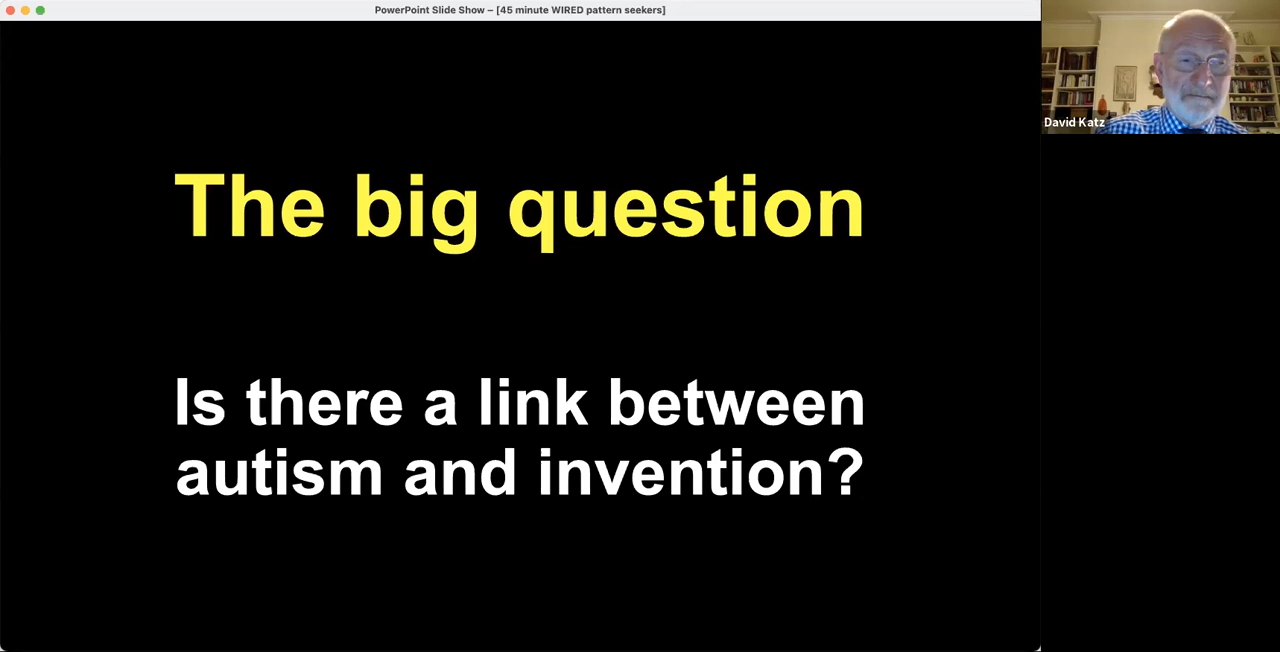 PowerPoint Slide Show – [45 minute WIRED pattern seekers]
David Katz
The big question
Is there a link between
autism and invention?